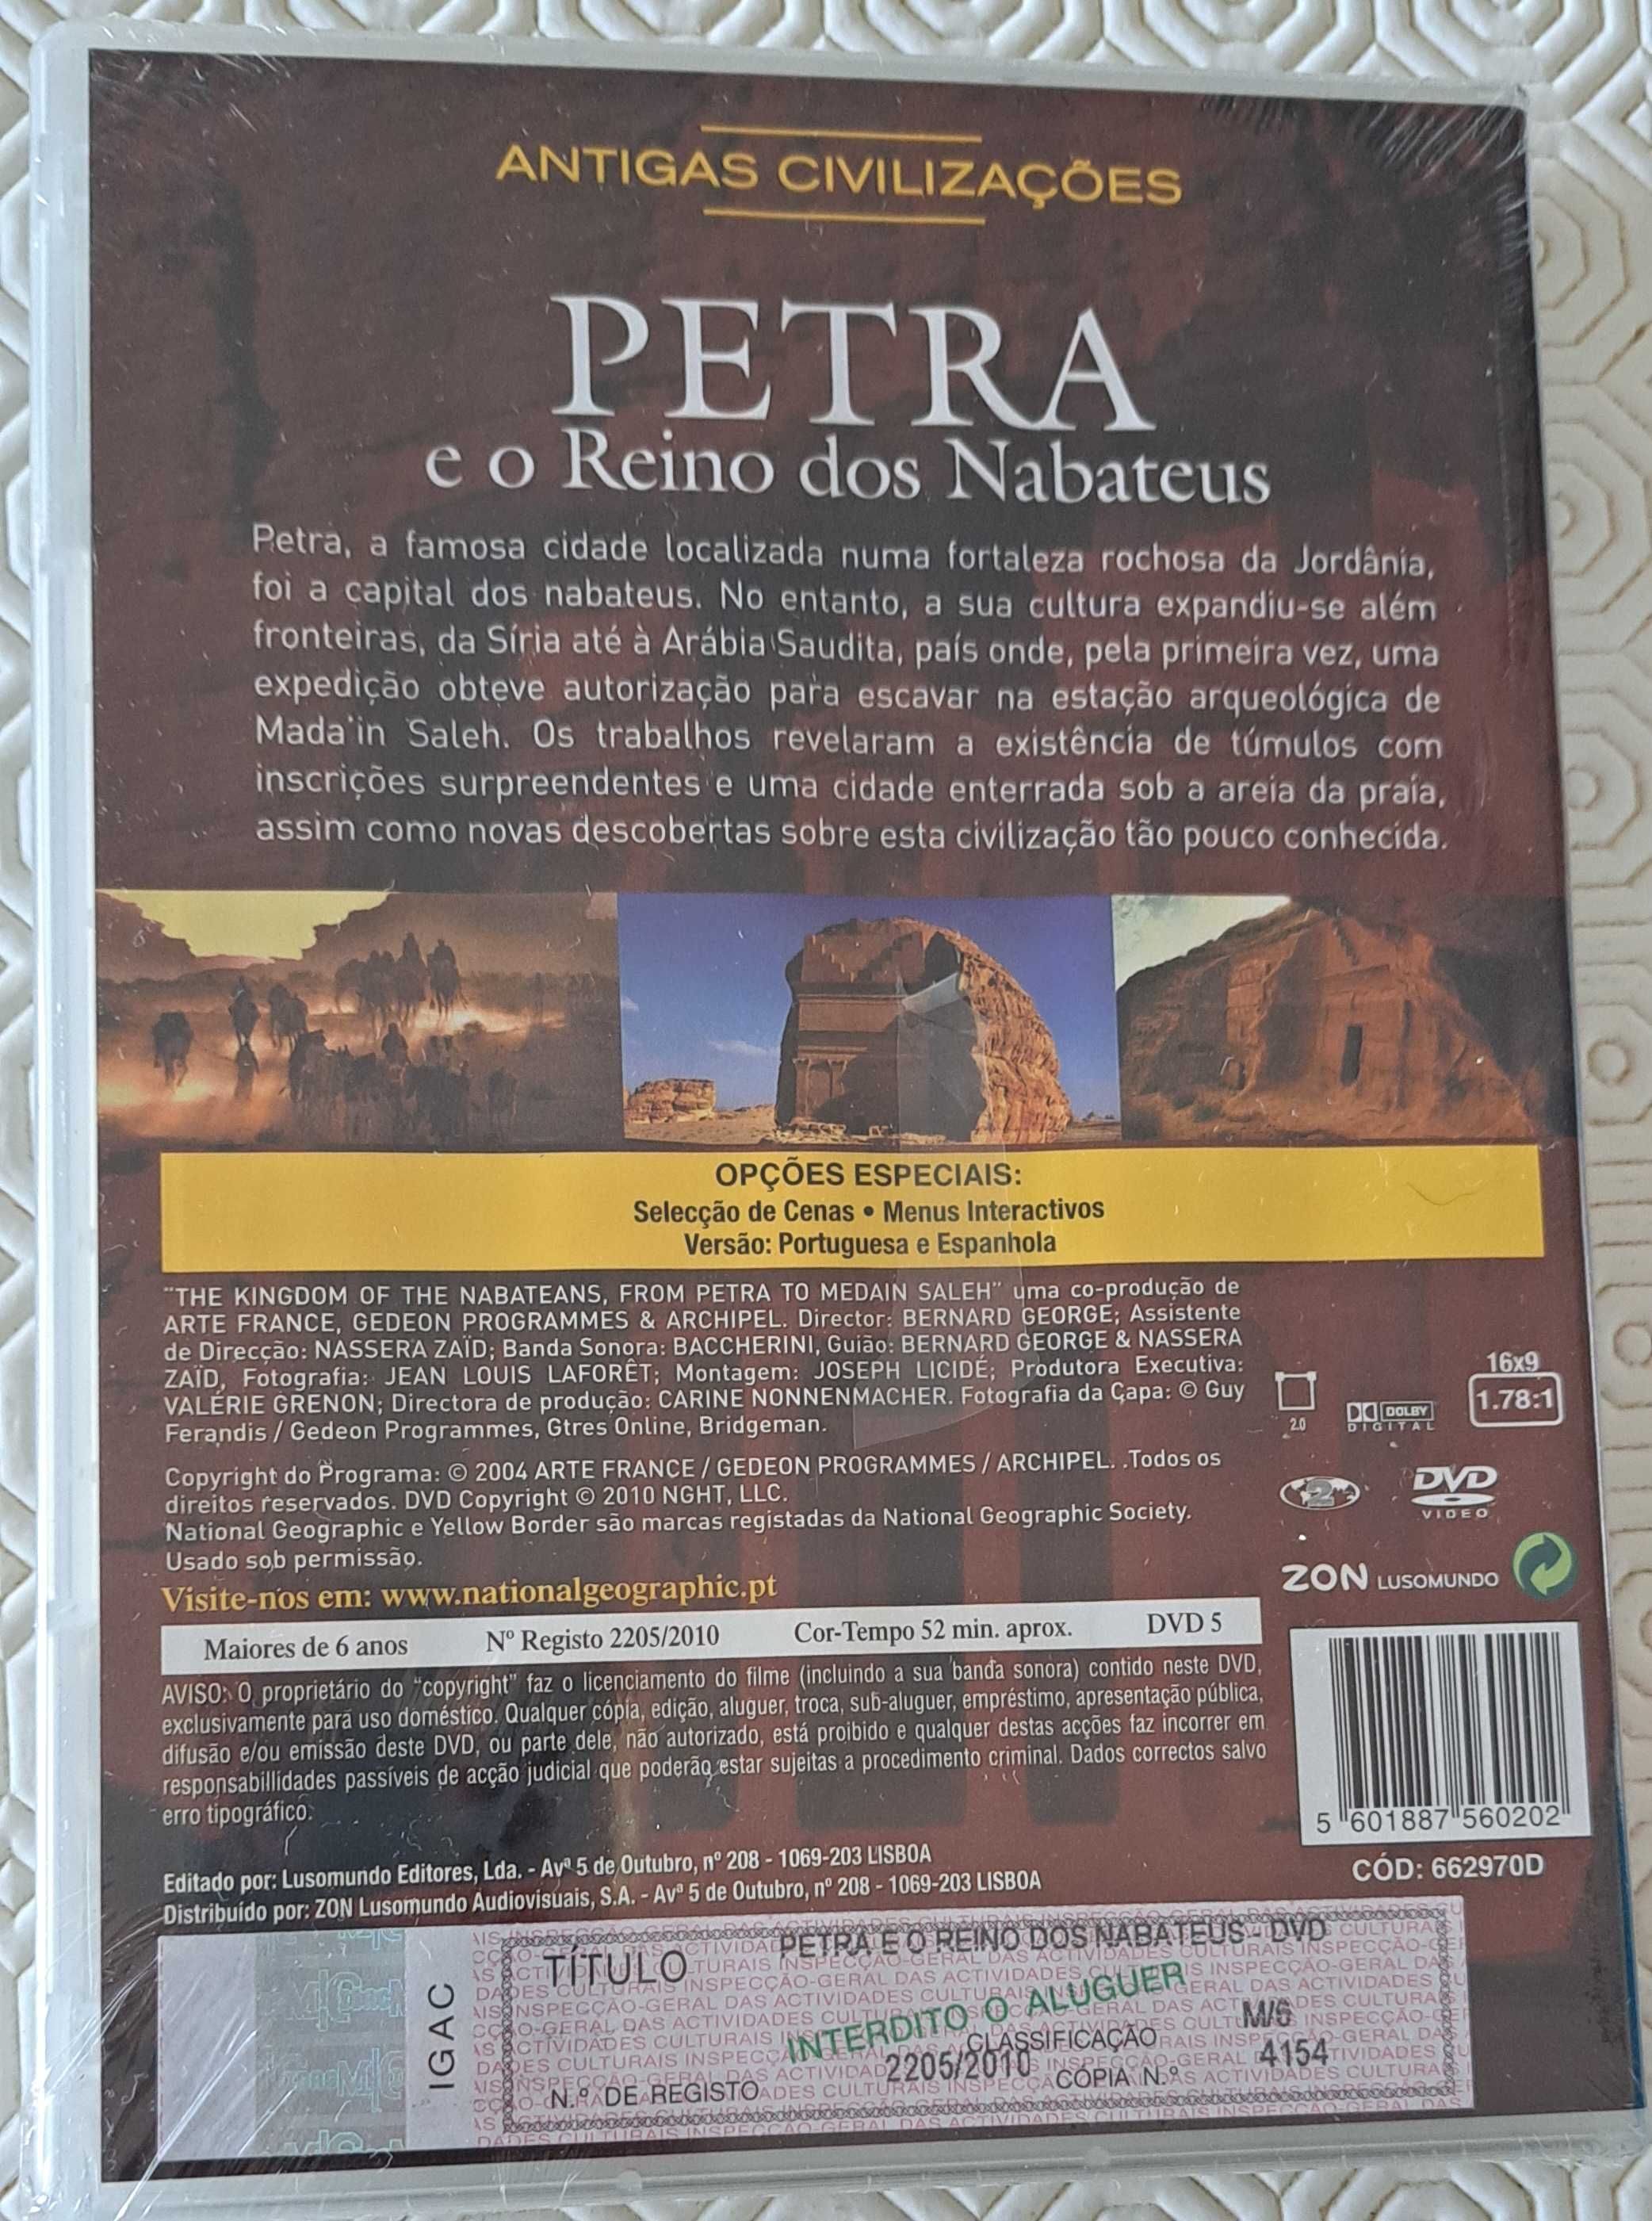 ANTIGAS CIVILIZAÇÕES
PETRA
e o Reino dos Nabateus
Petra, a famosa cidade localizada numa fortaleza rochosa da Jordânia,
foi a capital dos nabateus. No entanto, a sua cultura expandiu-se além
fronteiras, da Síria até à Arábia Saudita, país onde, pela primeira vez, uma
expedição obteve autorização para escavar na estação arqueológica de
Mada'in Saleh. Os trabalhos revelaram a existência de túmulos com
inscrições surpreendentes e uma cidade enterrada sob a areia da praia,
assim como novas descobertas sobre esta civilização tão pouco conhecida.
OPÇÕES ESPECIAIS:
Selecção de Cenas • Menus Interactivos
Versão: Portuguesa e Espanhola
"THE KINGDOM OF THE NABATEANS, FROM PETRA TO MEDAIN SALEH" uma co-produção de
ARTE FRANCE, GEDEON PROGRAMMES & ARCHIPEL. Director: BERNARD GEORGE; Assistente
de Direcção: NASSERA ZAÏD; Banda Sonora: BACCHERINI, Guião: BERNARD GEORGE & NASSERA
ZAÏD, Fotografia: JEAN LOUIS LAFORÊT; Montagem: JOSEPH LICIDÉ; Produtora Executiva:
VALÉRIE GRENON; Directora de produção: CARINE NONNENMACHER. Fotografia da Capa: © Guy
Ferandis / Gedeon Programmes, Gtres Online, Bridgeman.
16x9
1.78:1
2.0
DOLBY
DIGITAL
Copyright do Programa: © 2004 ARTE FRANCE / GEDEON PROGRAMMES / ARCHIPEL. .Todos os
direitos reservados. DVD Copyright © 2010 NGHT, LLC.
National Geographic e Yellow Border são marcas registadas da National Geographic Society.
Usado sob permissão.
2
DVD
VIDEO
Visite-nos em: www.nationalgeographic.pt
ZON LUSOMUNDO
Maiores de 6 anos Nº Registo 2205/2010 Cor-Tempo 52 min. aprox. DVD 5
AVISO: O proprietário do "copyright" faz o licenciamento do filme (incluindo a sua banda sonora) contido neste DVD,
exclusivamente para uso doméstico. Qualquer cópia, edição, aluguer, troca, sub-aluguer, empréstimo, apresentação pública,
difusão e/ou emissão deste DVD, ou parte dele, não autorizado, está proibido e qualquer destas acções faz incorrer em
responsabillidades passíveis de acção judicial que poderão estar sujeitas a procedimento criminal. Dados correctos salvo
erro tipográfico.
5 601887 560202
CÓD: 662970D
Editado por: Lusomundo Editores, Lda. - Avª 5 de Outubro, nº 208 - 1069-203 LISBOA
Distribuído por: ZON Lusomundo Audiovisuais, S.A. - Avª 5 de Outubro, nº 208 - 1069-203 LISBOA
IGAC
TÍTULO PETRA E O REINO DOS NABATEUS - DVD
INTERDITO O ALUGUER
CLASSIFICAÇÃO M/6
N.º DE REGISTO 2205/2010 CÓPIA N.º 4154